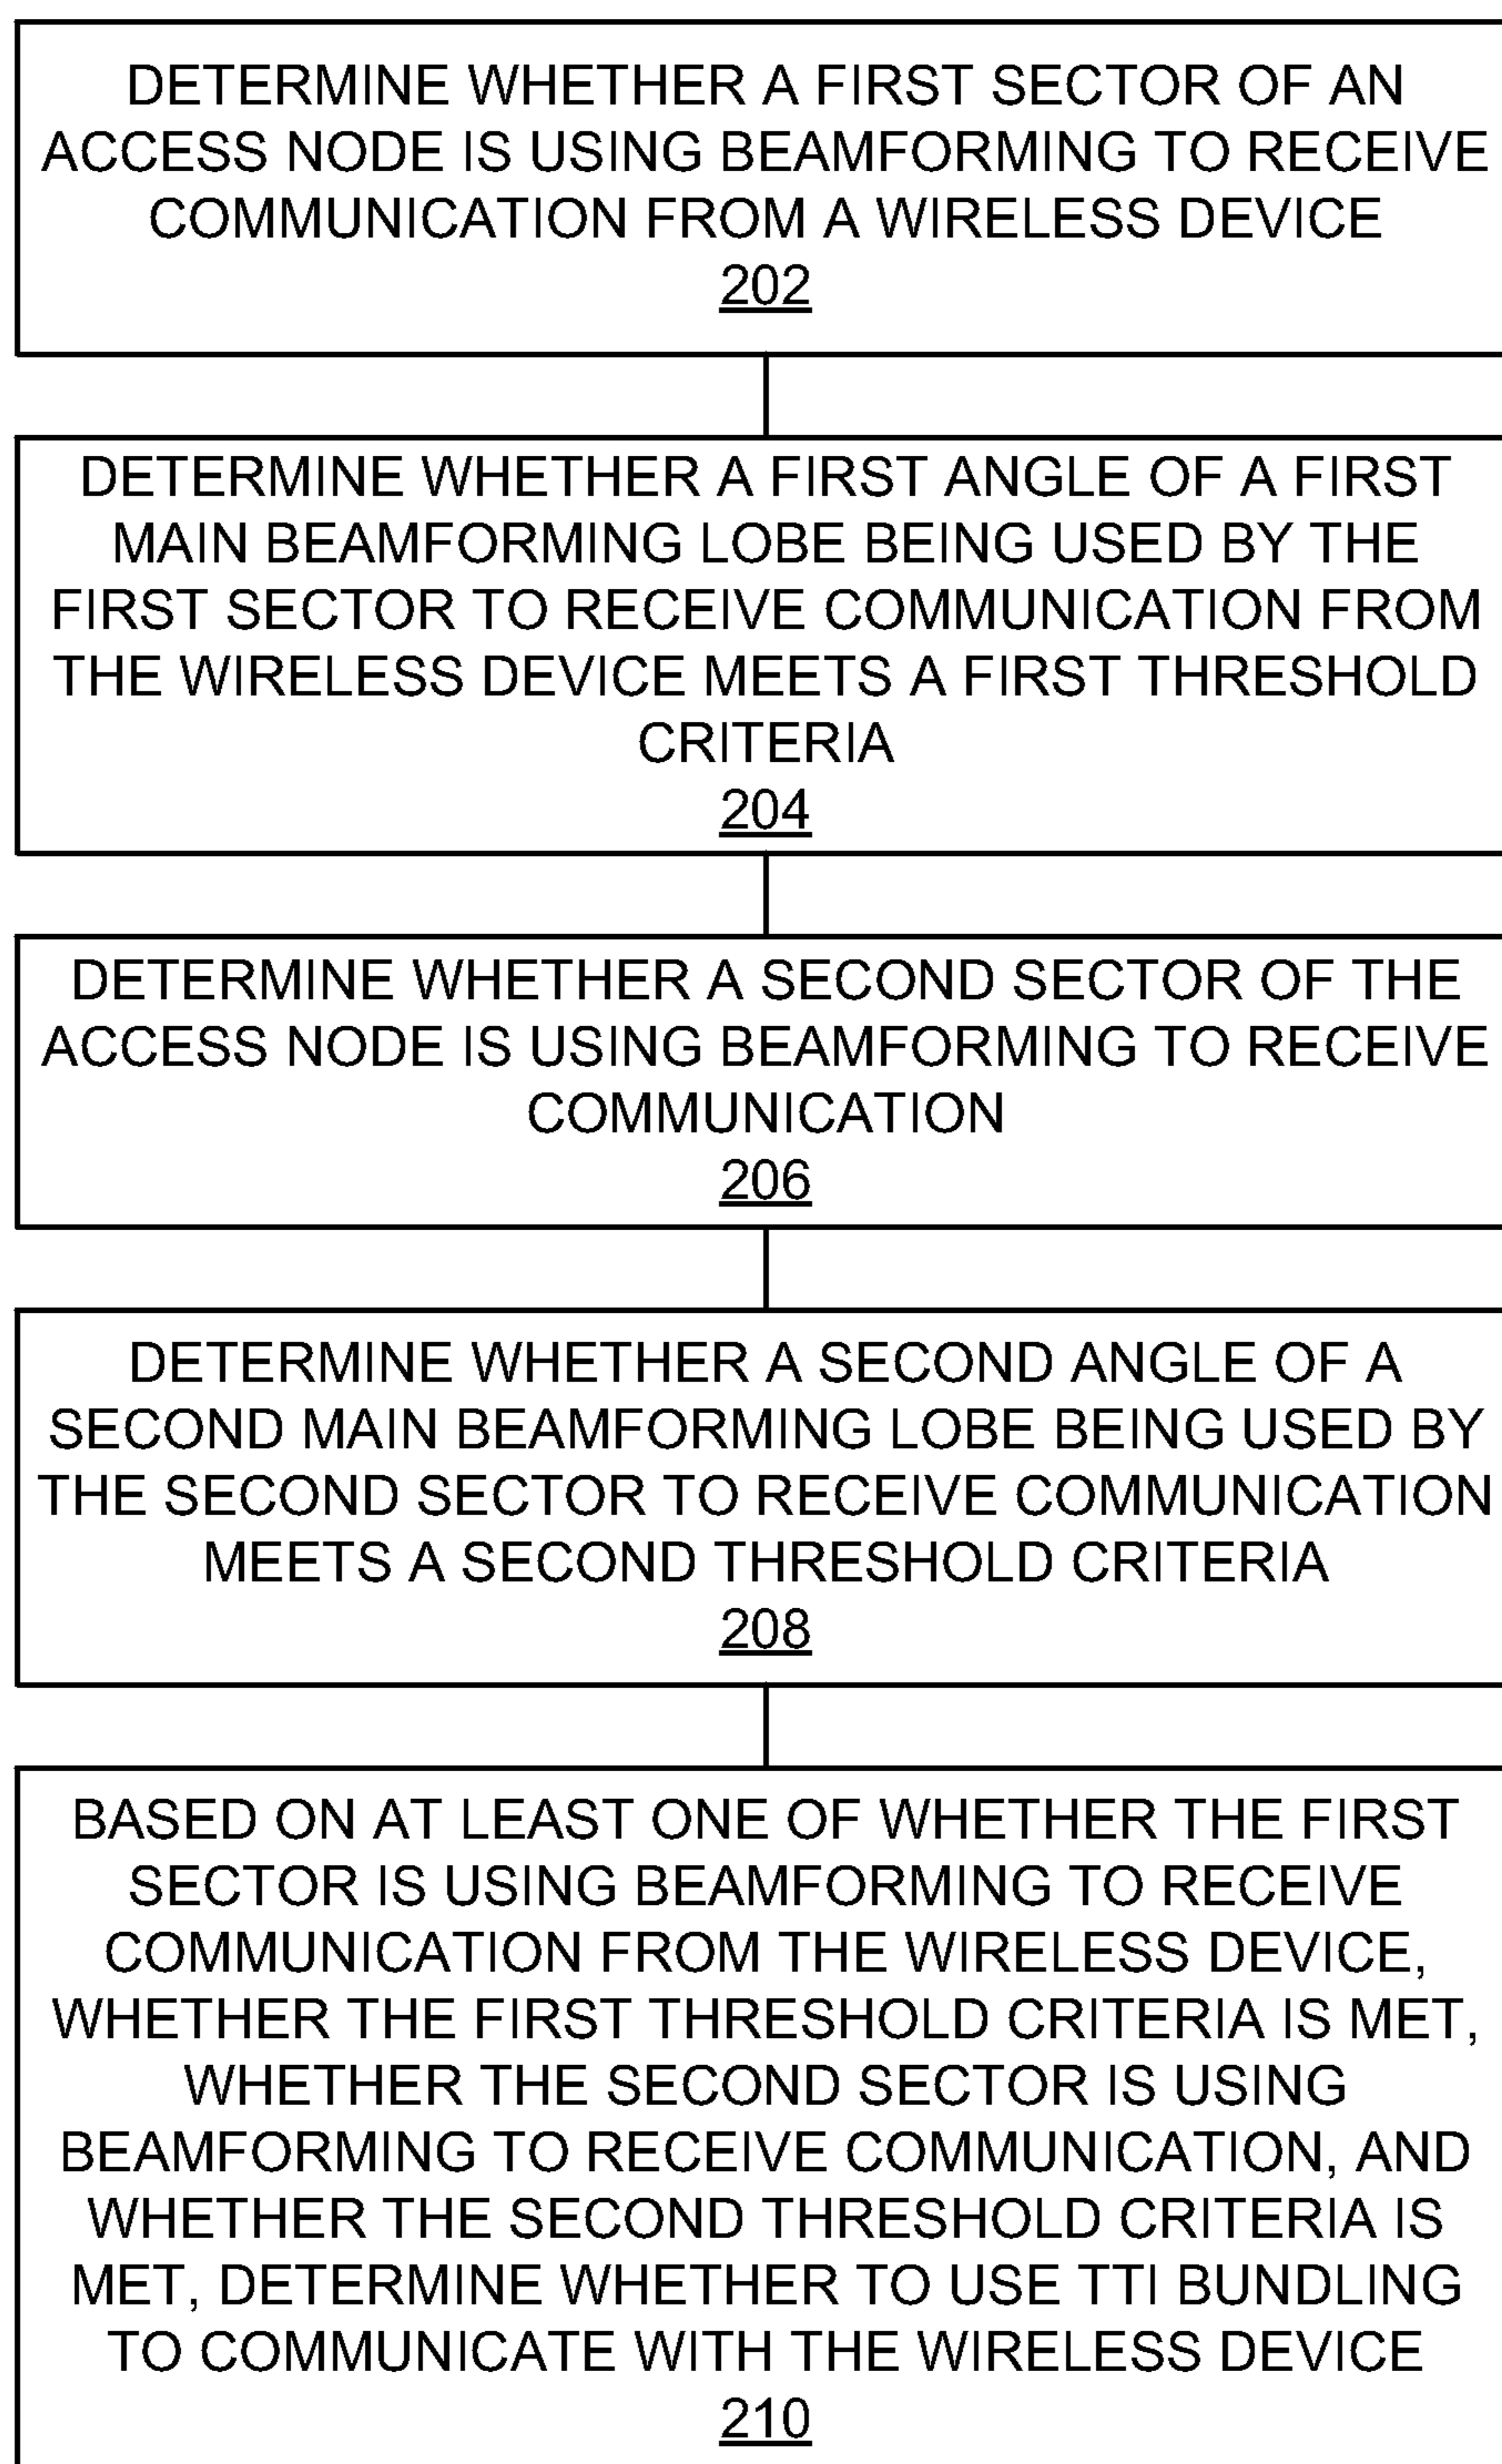 DETERMINE WHETHER A FIRST SECTOR OF AN
ACCESS NODE IS USING BEAMFORMING TO RECEIVE
COMMUNICATION FROM A WIRELESS DEVICE
202
DETERMINE WHETHER A FIRST ANGLE OF A FIRST
MAIN BEAMFORMING LOBE BEING USED BY THE
FIRST SECTOR TO RECEIVE COMMUNICATION FROM
THE WIRELESS DEVICE MEETS A FIRST THRESHOLD
CRITERIA
204
DETERMINE WHETHER A SECOND SECTOR OF THE
ACCESS NODE IS USING BEAMFORMING TO RECEIVE
COMMUNICATION
206
DETERMINE WHETHER A SECOND ANGLE OF A
SECOND MAIN BEAMFORMING LOBE BEING USED BY
THE SECOND SECTOR TO RECEIVE COMMUNICATION
MEETS A SECOND THRESHOLD CRITERIA
208
BASED ON AT LEAST ONE OF WHETHER THE FIRST
SECTOR IS USING BEAMFORMING TO RECEIVE
COMMUNICATION FROM THE WIRELESS DEVICE,
WHETHER THE FIRST THRESHOLD CRITERIA IS MET,
WHETHER THE SECOND SECTOR IS USING
BEAMFORMING TO RECEIVE COMMUNICATION, AND
WHETHER THE SECOND THRESHOLD CRITERIA IS
MET, DETERMINE WHETHER TO USE TTI BUNDLING
TO COMMUNICATE WITH THE WIRELESS DEVICE
210